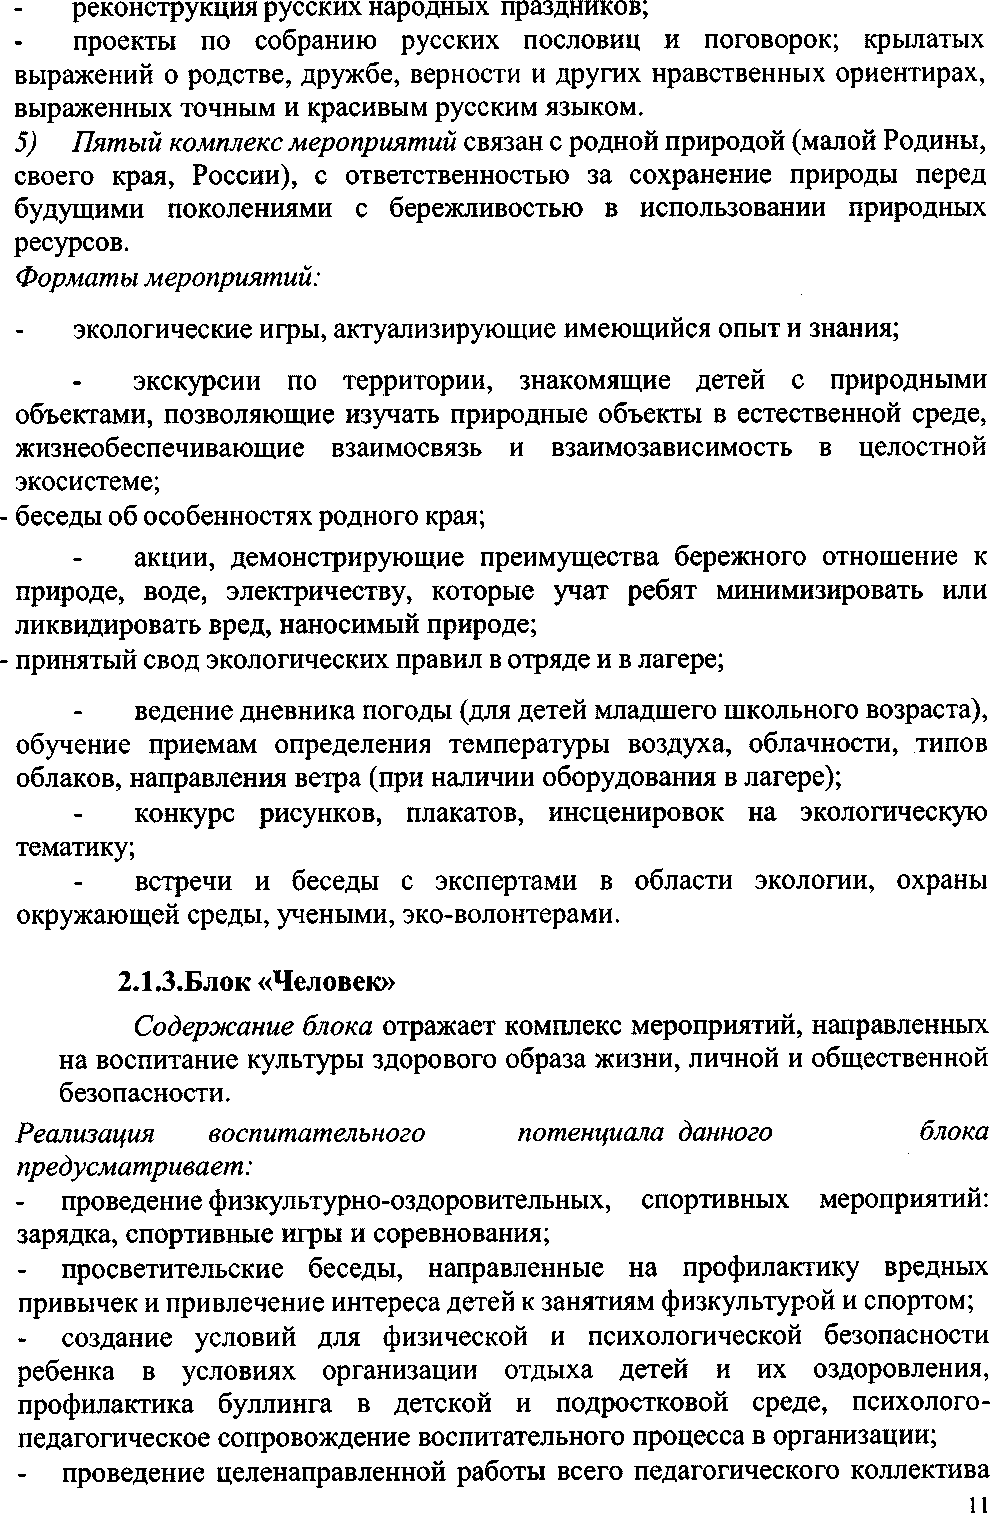 - реконструкция русских народных праздников;
- проекты по собранию русских пословиц и поговорок; крылатых
выражений о родстве, дружбе, верности и других нравственных ориентирах,
выраженных точным и красивым русским языком.
5) Пятый комплекс мероприятий связан с родной природой (малой Родины,
своего края, России), с ответственностью за сохранение природы перед
будущими поколениями с бережливостью в использовании природных
ресурсов.
Форматы мероприятий:
- экологические игры, актуализирующие имеющийся опыт и знания;
- экскурсии по территории, знакомящие детей с природными
объектами, позволяющие изучать природные объекты в естественной среде,
жизнеобеспечивающие взаимосвязь и взаимозависимость в целостной
экосистеме;
- беседы об особенностях родного края;
- акции, демонстрирующие преимущества бережного отношение к
природе, воде, электричеству, которые учат ребят минимизировать или
ликвидировать вред, наносимый природе;
- принятый свод экологических правил в отряде и в лагере;
- ведение дневника погоды (для детей младшего школьного возраста),
обучение приемам определения температуры воздуха, облачности, типов
облаков, направления ветра (при наличии оборудования в лагере);
- конкурс рисунков, плакатов, инсценировок на экологическую
тематику;
- встречи и беседы с экспертами в области экологии, охраны
окружающей среды, учеными, эко-волонтерами.
2.1.3.Блок «Человек»
Содержание блока отражает комплекс мероприятий, направленных
на воспитание культуры здорового образа жизни, личной и общественной
безопасности.
Реализация воспитательного потенциала данного блока
предусматривает:
- проведение физкультурно-оздоровительных, спортивных мероприятий:
зарядка, спортивные игры и соревнования;
- просветительские беседы, направленные на профилактику вредных
привычек и привлечение интереса детей к занятиям физкультурой и спортом;
- создание условий для физической и психологической безопасности
ребенка в условиях организации отдыха детей и их оздоровления,
профилактика буллинга в детской и подростковой среде, психолого-
педагогическое сопровождение воспитательного процесса в организации;
- проведение целенаправленной работы всего педагогического коллектива
11